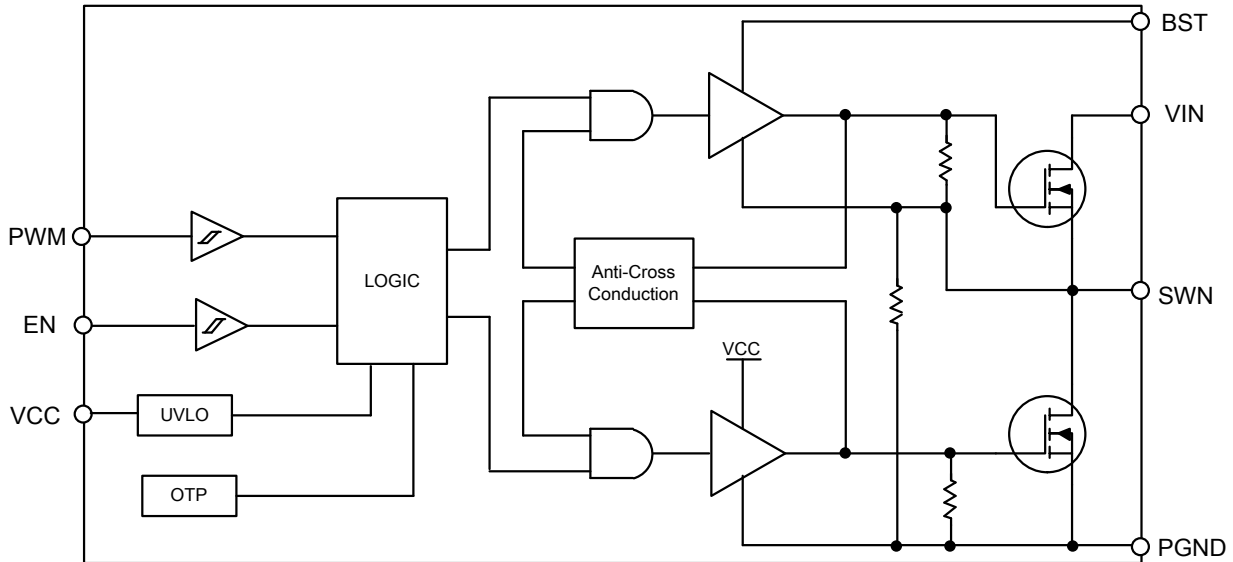 BST
VIN
PWM
LOGIC
Anti-Cross
Conduction
SWN
EN
VCC
VCC
UVLO
OTP
PGND